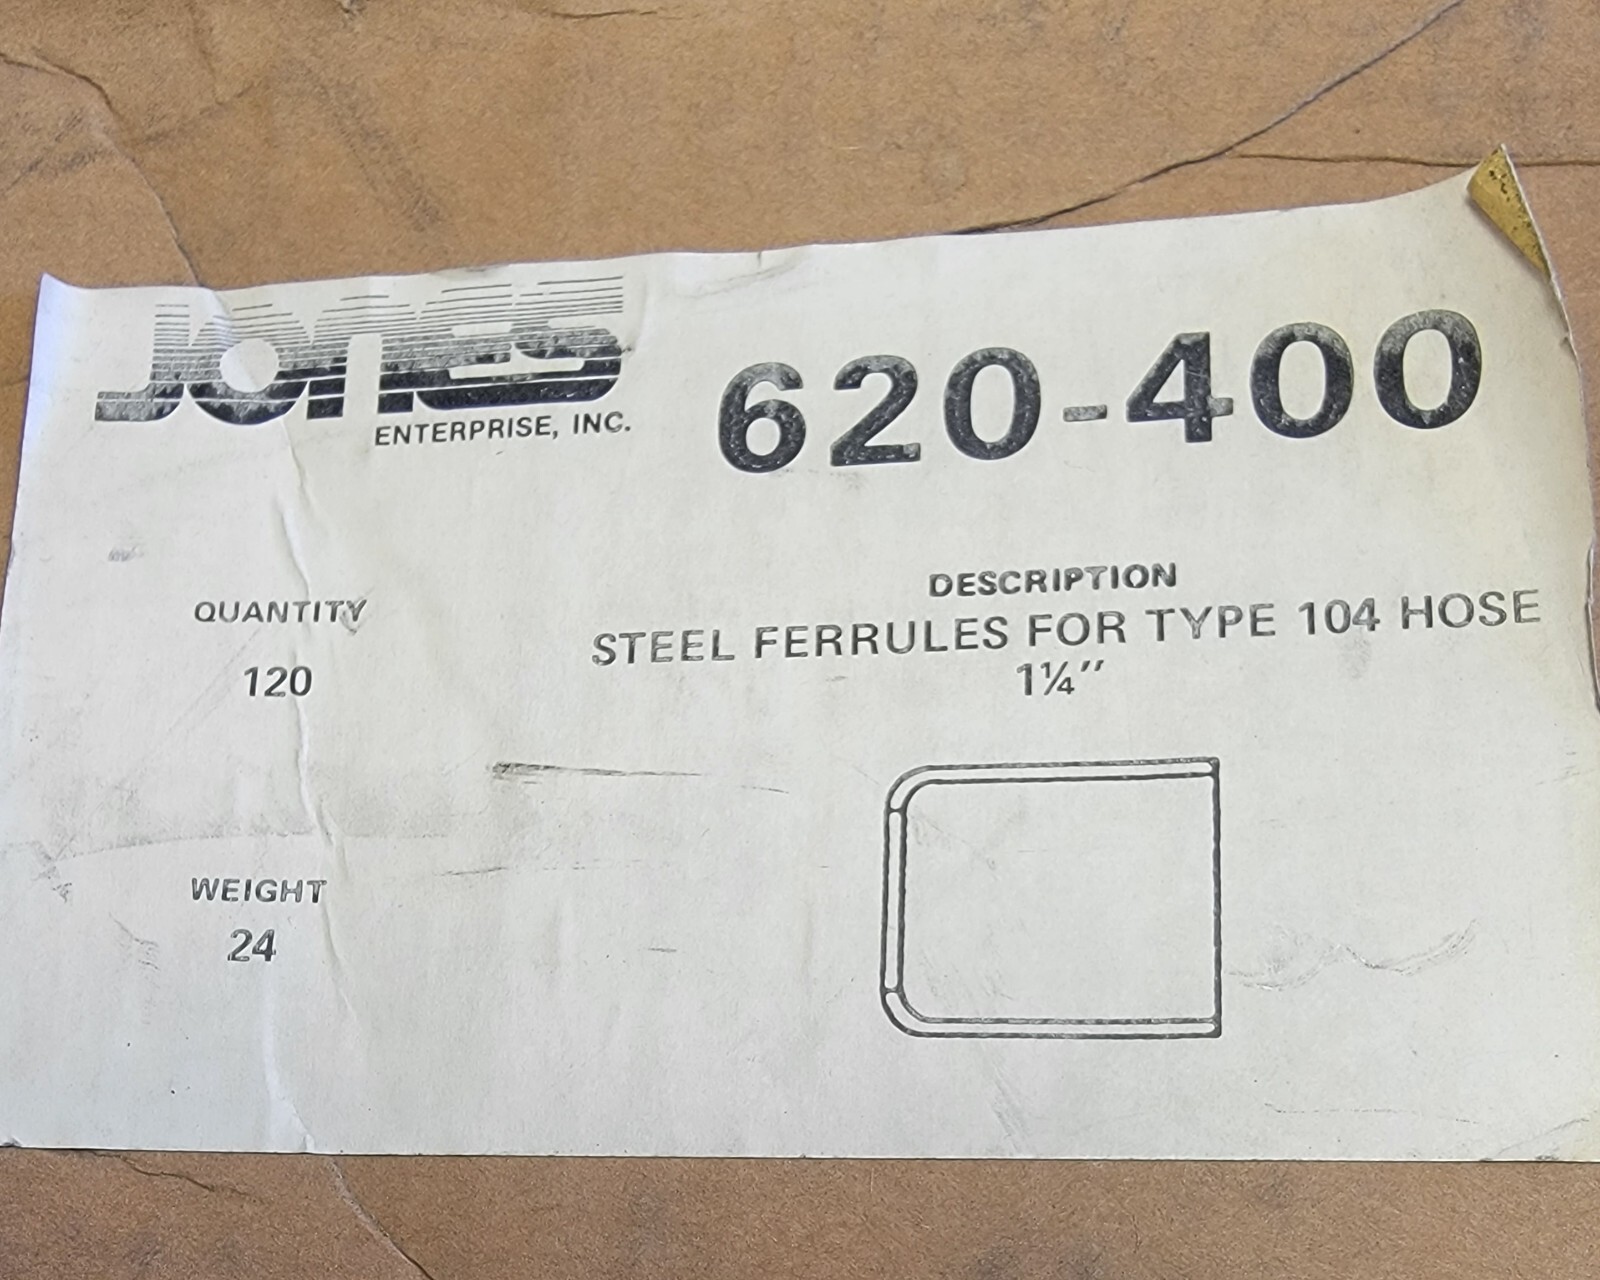 Jones
ENTERPRISE, INC.
620-400
QUANTITY
120
DESCRIPTION
STEEL FERRULES FOR TYPE 104 HOSE
1¼"
WEIGHT
24